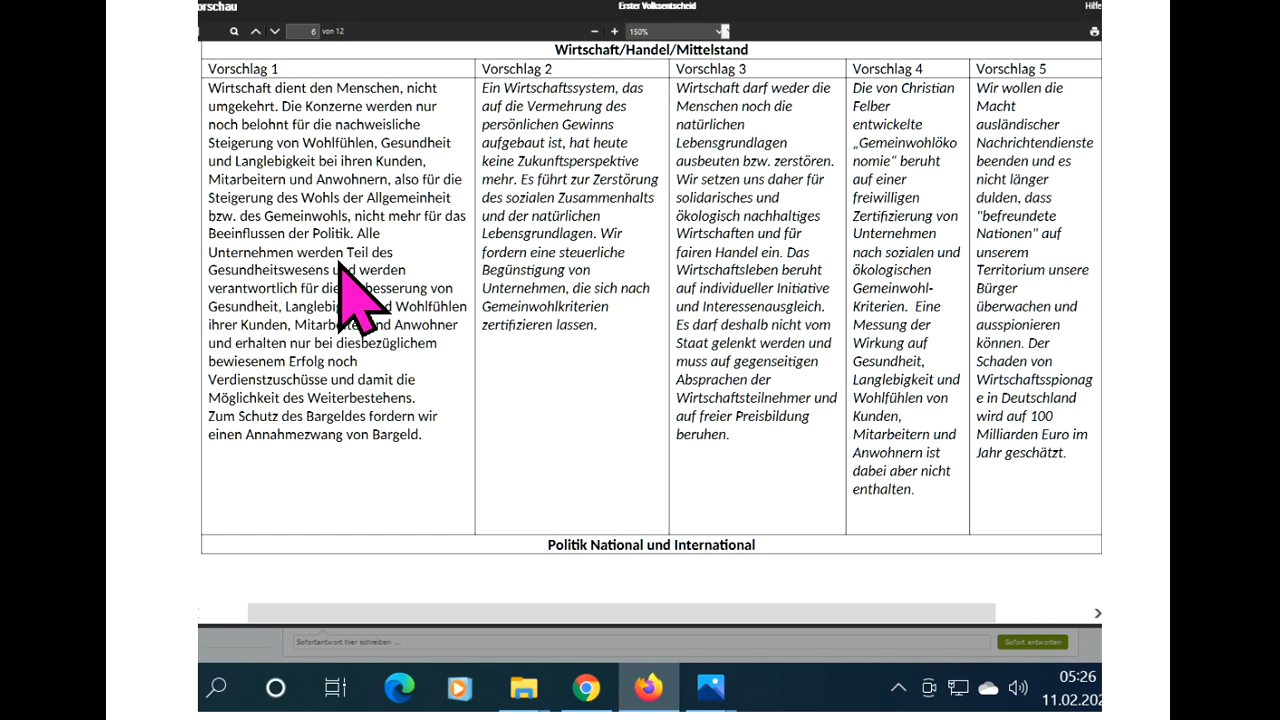 orschau
Erster Volksentscheid
Hilfe
6 von 12
150%
Wirtschaft/Handel/Mittelstand
Vorschlag 1
Wirtschaft dient den Menschen, nicht
umgekehrt. Die Konzerne werden nur
noch belohnt für die nachweisliche
Steigerung von Wohlfühlen, Gesundheit
und Langlebigkeit bei ihren Kunden,
Mitarbeitern und Anwohnern, also für die
Steigerung des Wohls der Allgemeinheit
bzw. des Gemeinwohls, nicht mehr für das
Beeinflussen der Politik. Alle
Unternehmen werden Teil des
Gesundheitswesens und werden
verantwortlich für die besserung von
Gesundheit, Langlebig d Wohlfühlen
ihrer Kunden, Mitarbeite nd Anwohner
und erhalten nur bei diesbezüglichem
bewiesenem Erfolg noch
Verdienstzuschüsse und damit die
Möglichkeit des Weiterbestehens.
Zum Schutz des Bargeldes fordern wir
einen Annahmezwang von Bargeld.
Vorschlag 2
Ein Wirtschaftssystem, das
auf die Vermehrung des
persönlichen Gewinns
aufgebaut ist, hat heute
keine Zukunftsperspektive
mehr. Es führt zur Zerstörung
des sozialen Zusammenhalts
und der natürlichen
Lebensgrundlagen. Wir
fordern eine steuerliche
Begünstigung von
Unternehmen, die sich nach
Gemeinwohlkriterien
zertifizieren lassen.
Vorschlag 3
Wirtschaft darf weder die
Menschen noch die
natürlichen
Lebensgrundlagen
ausbeuten bzw. zerstören.
Wir setzen uns daher für
solidarisches und
ökologisch nachhaltiges
Wirtschaften und für
fairen Handel ein. Das
Wirtschaftsleben beruht
auf individueller Initiative
und Interessenausgleich.
Es darf deshalb nicht vom
Staat gelenkt werden und
muss auf gegenseitigen
Absprachen der
Wirtschaftsteilnehmer und
auf freier Preisbildung
beruhen.
Vorschlag 4
Die von Christian
Felber
entwickelte
„Gemeinwohlöko
nomie“ beruht
auf einer
freiwilligen
Zertifizierung von
Unternehmen
nach sozialen und
ökologischen
Gemeinwohl-
Kriterien. Eine
Messung der
Wirkung auf
Gesundheit,
Langlebigkeit und
Wohlfühlen von
Kunden,
Mitarbeitern und
Anwohnern ist
dabei aber nicht
enthalten.
Vorschlag 5
Wir wollen die
Macht
ausländischer
Nachrichtendienste
beenden und es
nicht länger
dulden, dass
"befreundete
Nationen" auf
unserem
Territorium unsere
Bürger
überwachen und
ausspionieren
können. Der
Schaden von
Wirtschaftsspionag
e in Deutschland
wird auf 100
Milliarden Euro im
Jahr geschätzt.
Politik National und International
Sofortantwort hier schreiben ...
Sofort antworten
05:26
11.02.202